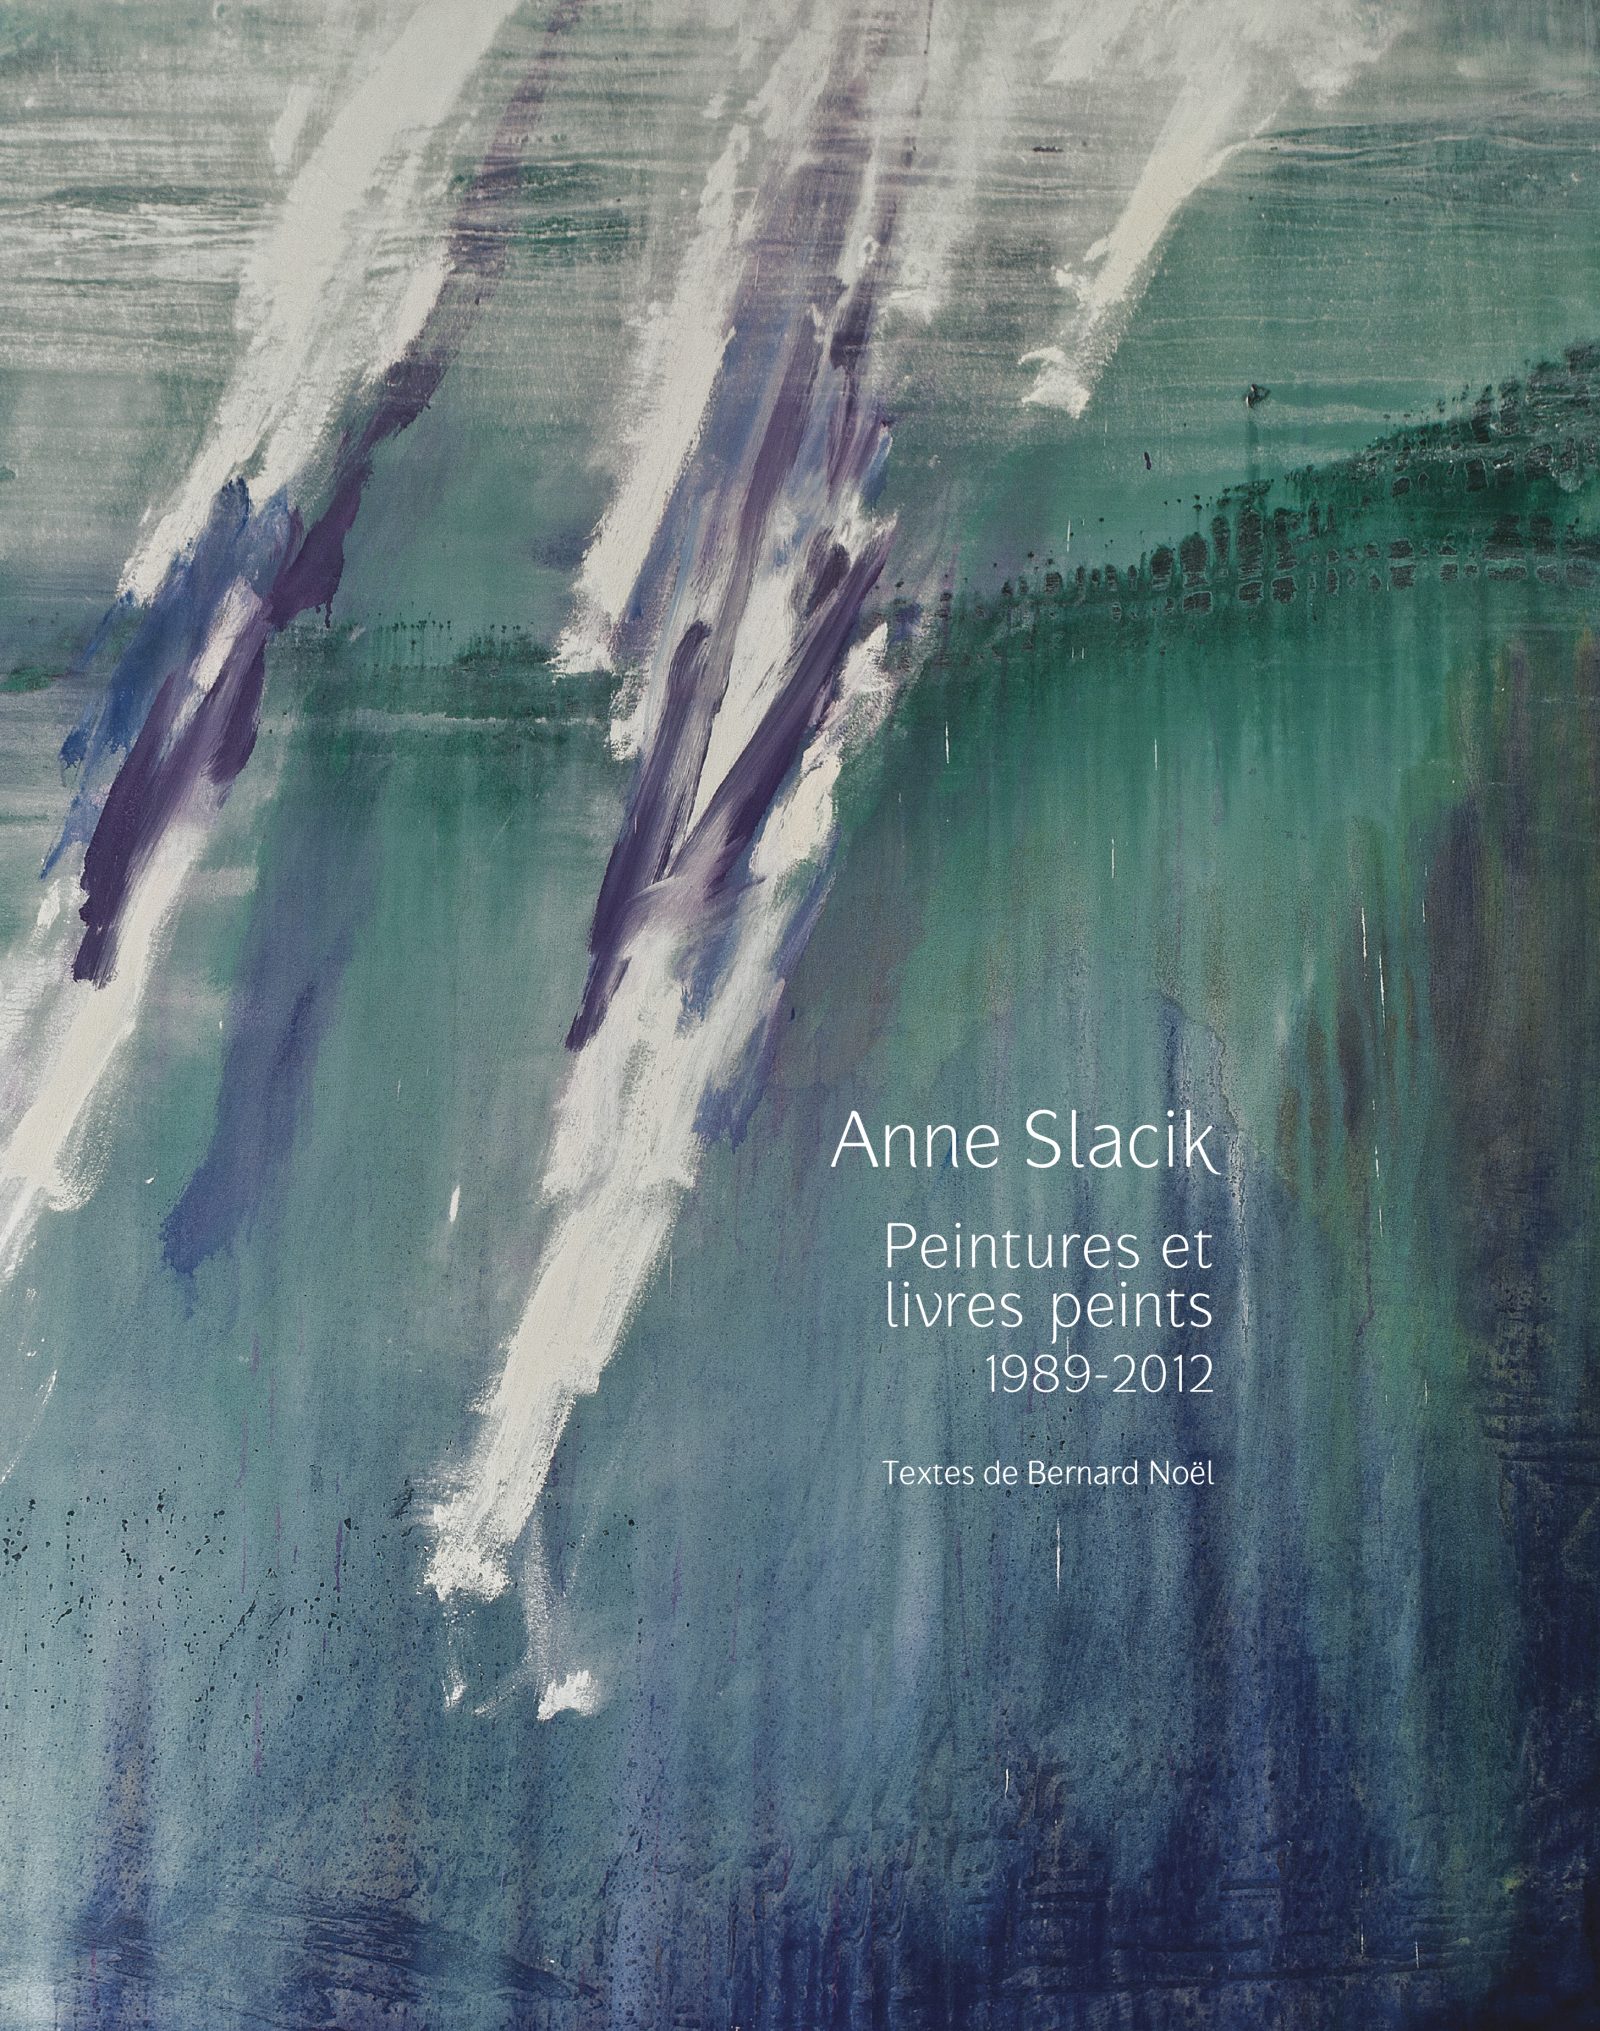 Anne Slacik
Peintures et
livres peints
1989-2012
Textes de Bernard Noël